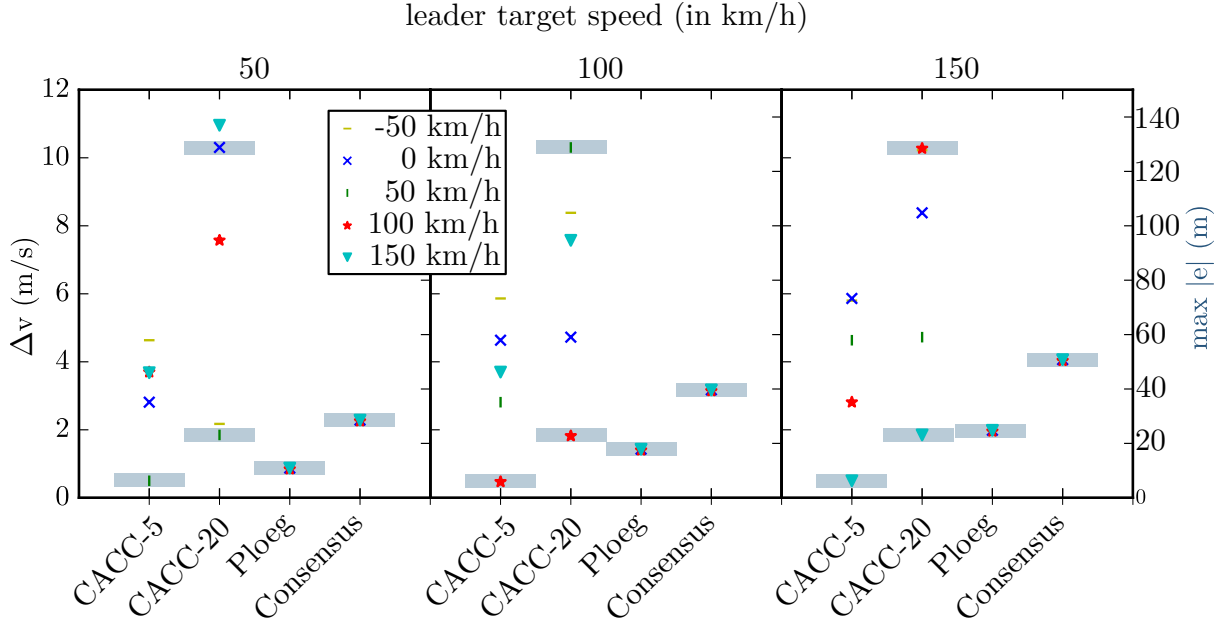 leader target speed (in km/h)
50 100 150
Δv (m/s)
12
10
8
6
4
2
0
-50 km/h
0 km/h
50 km/h
100 km/h
150 km/h
140
120
100
80
60
40
20
0
max |e| (m)
CACC-5 CACC-20 Ploeg Consensus CACC-5 CACC-20 Ploeg Consensus CACC-5 CACC-20 Ploeg Consensus